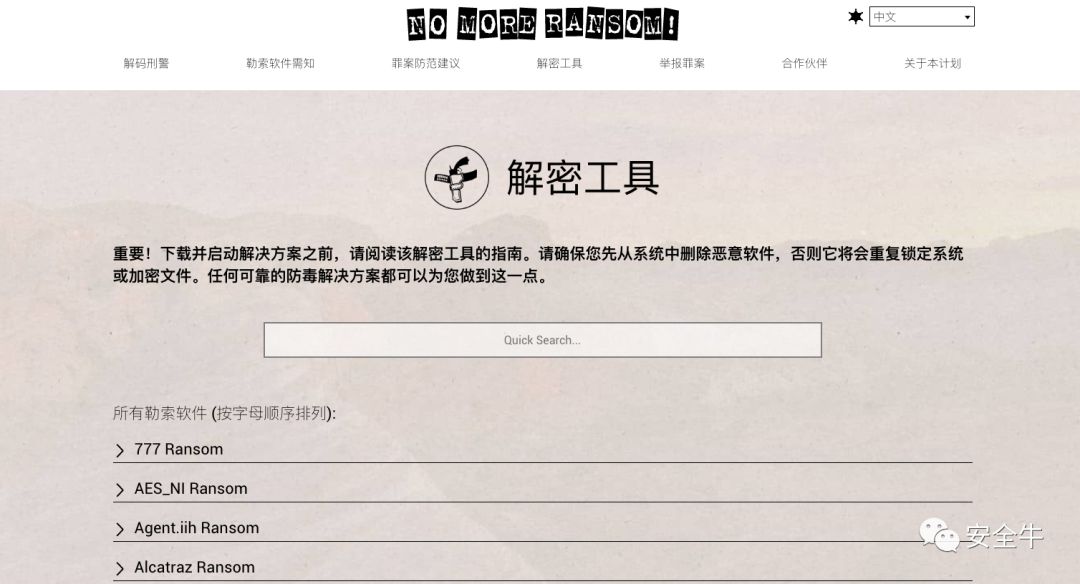 NO MORE RANSOM!
中文
解码刑警 勒索软件需知 罪案防范建议 解密工具 举报罪案 合作伙伴 关于本计划
解密工具
重要！下载并启动解决方案之前，请阅读该解密工具的指南。请确保您先从系统中删除恶意软件，否则它将会重复锁定系统
或加密文件。任何可靠的防毒解决方案都可以为您做到这一点。
Quick Search...
所有勒索软件 (按字母顺序排列):
777 Ransom
AES_NI Ransom
Agent.iih Ransom
安全牛
Alcatraz Ransom